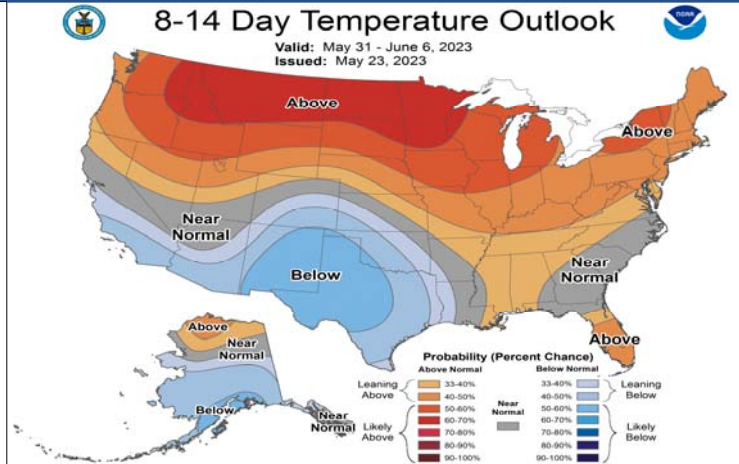 8-14 Day Temperature Outlook
noaa
Valid: May 31 - June 6, 2023
Issued: May 23, 2023
Above
Above
Near
Normal
Below
Near
Normal
Above
Above
Near
Normal
Below
Near
Normal
Probability (Percent Chance)
Above Normal
Below Normal
Leaning
Above
33-40%
40-50%
Likely
Above
50-60%
60-70%
70-80%
80-90%
90-100%
Near
Normal
33-40%
40-50%
Leaning
Below
50-60%
60-70%
70-80%
80-90%
90-100%
Likely
Below